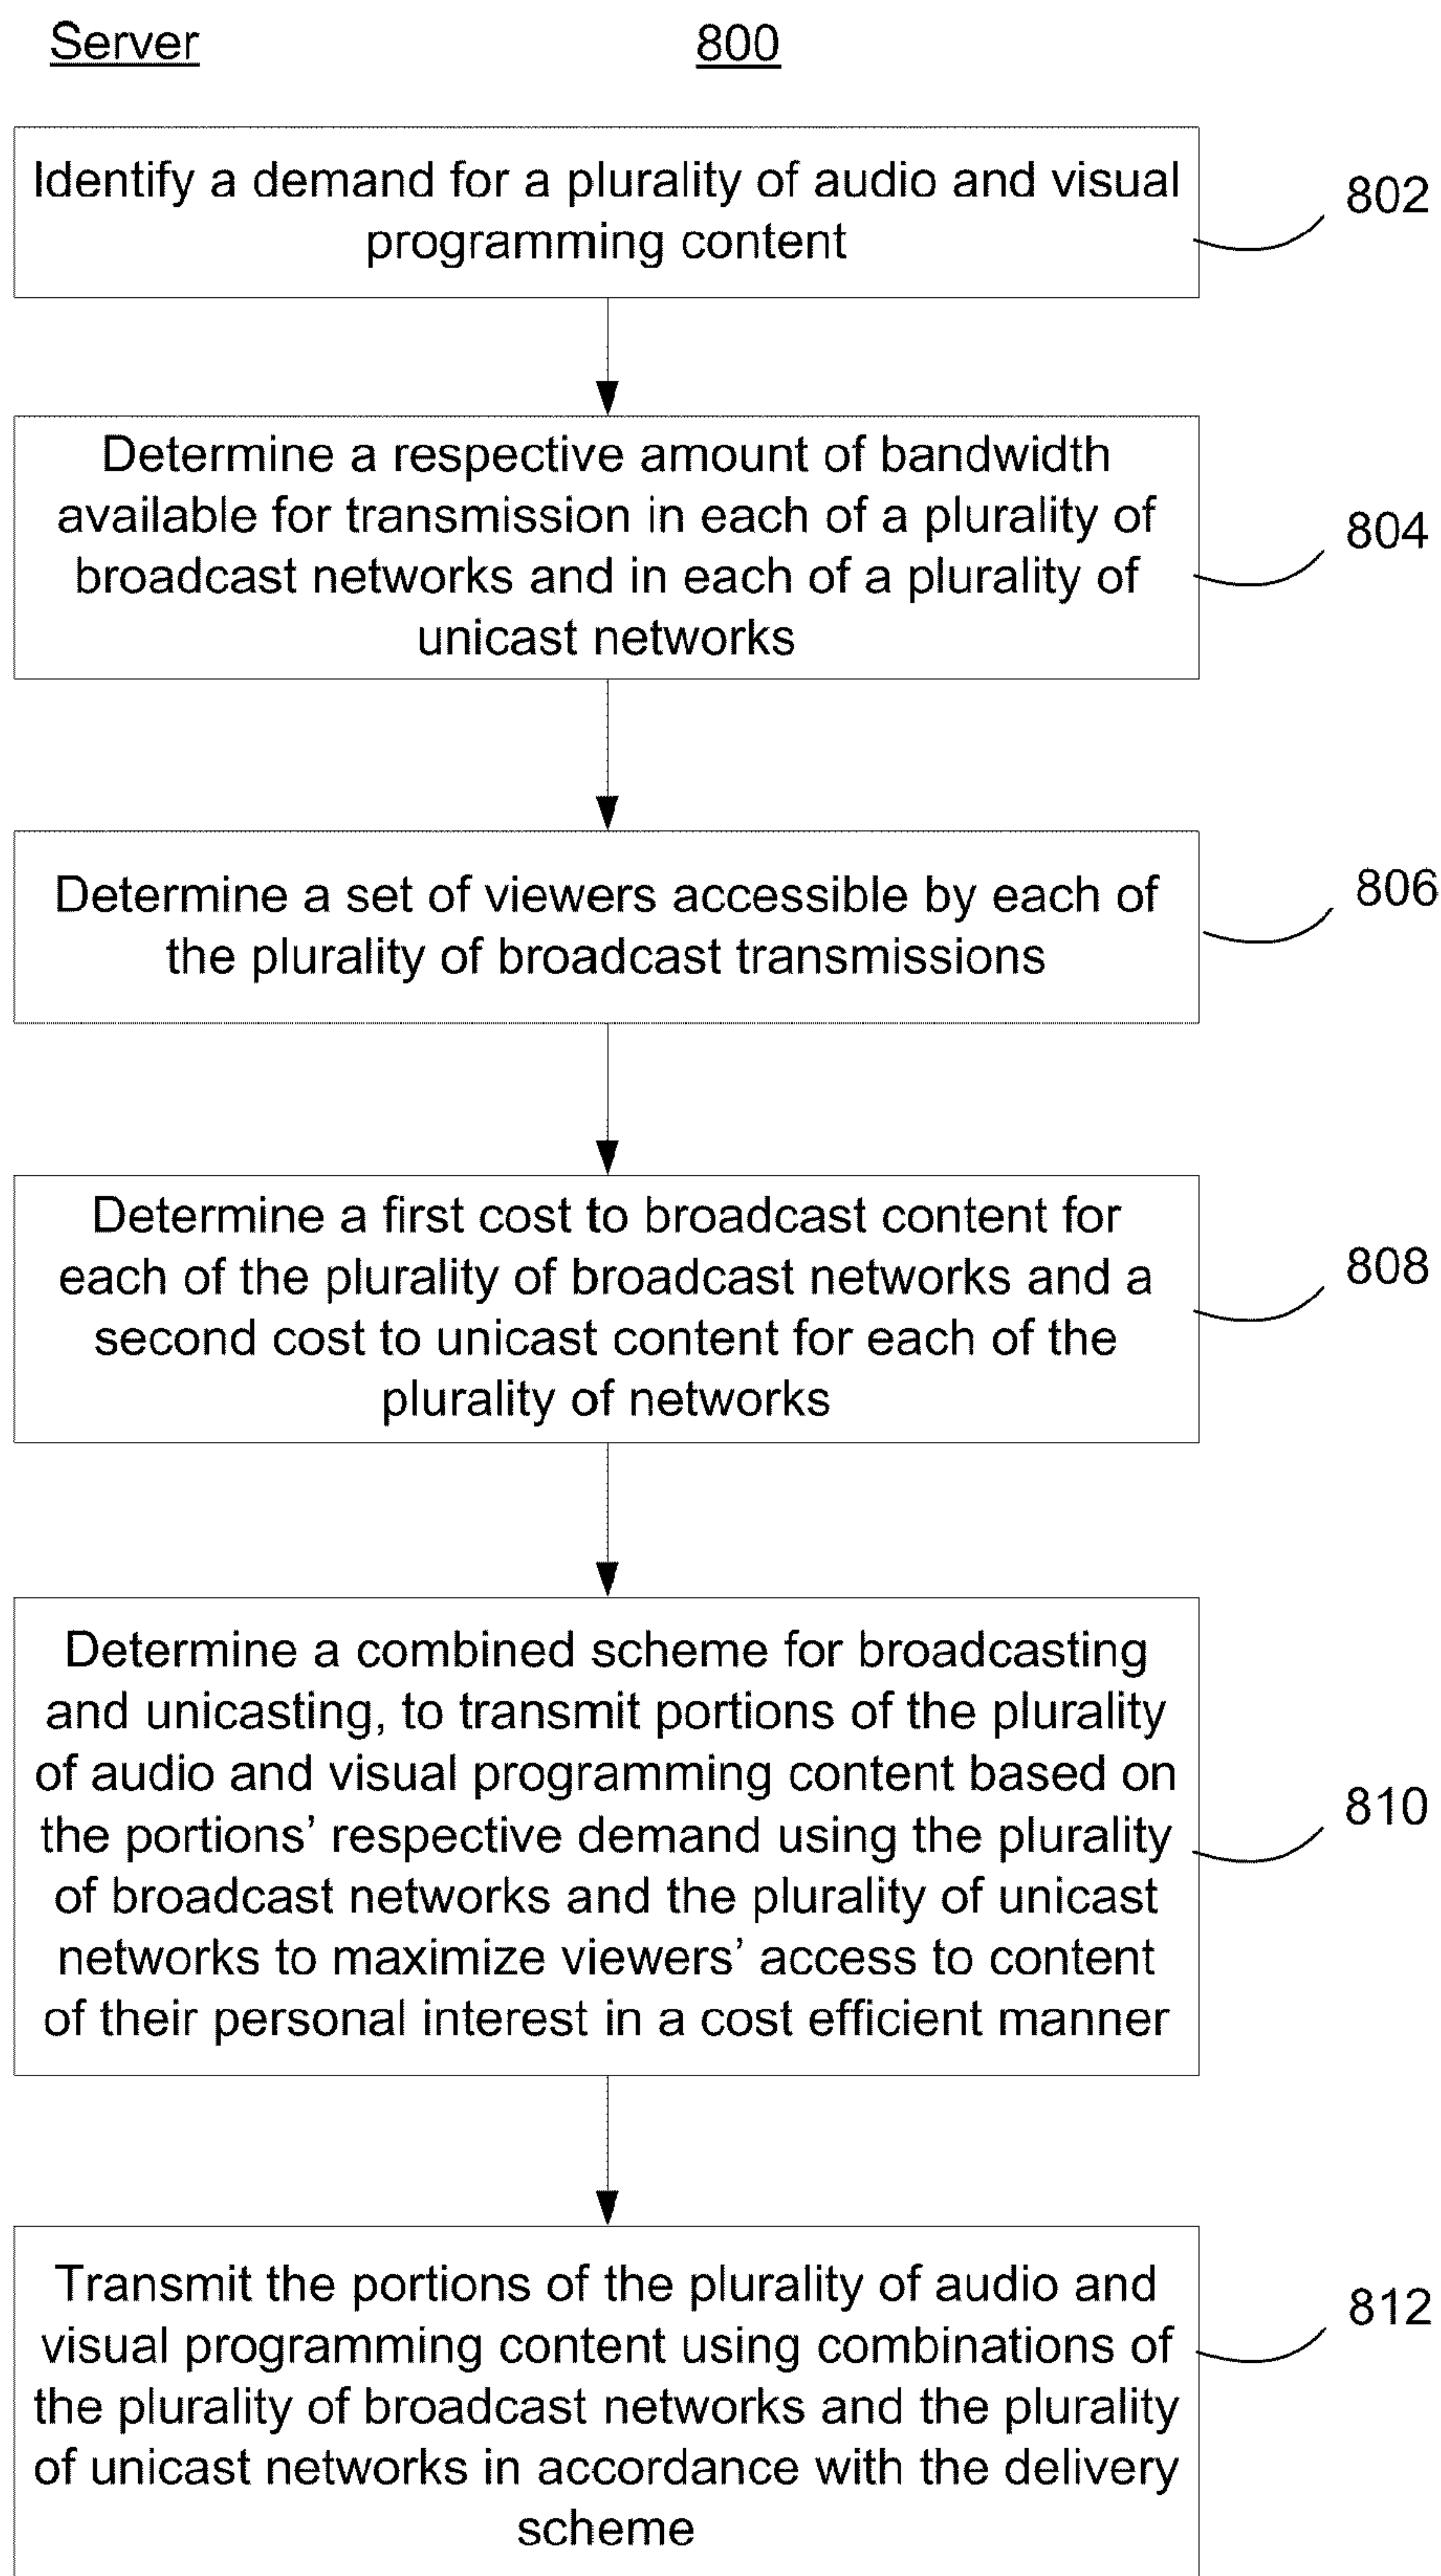 Server
800
Identify a demand for a plurality of audio and visual
programming content
802
Determine a respective amount of bandwidth
available for transmission in each of a plurality of
broadcast networks and in each of a plurality of
unicast networks
804
Determine a set of viewers accessible by each of
the plurality of broadcast transmissions
806
Determine a first cost to broadcast content for
each of the plurality of broadcast networks and a
second cost to unicast content for each of the
plurality of networks
808
Determine a combined scheme for broadcasting
and unicasting, to transmit portions of the plurality
of audio and visual programming content based on
the portions’ respective demand using the plurality
of broadcast networks and the plurality of unicast
networks to maximize viewers’ access to content
of their personal interest in a cost efficient manner
810
Transmit the portions of the plurality of audio and
visual programming content using combinations of
the plurality of broadcast networks and the plurality
of unicast networks in accordance with the delivery
scheme
812